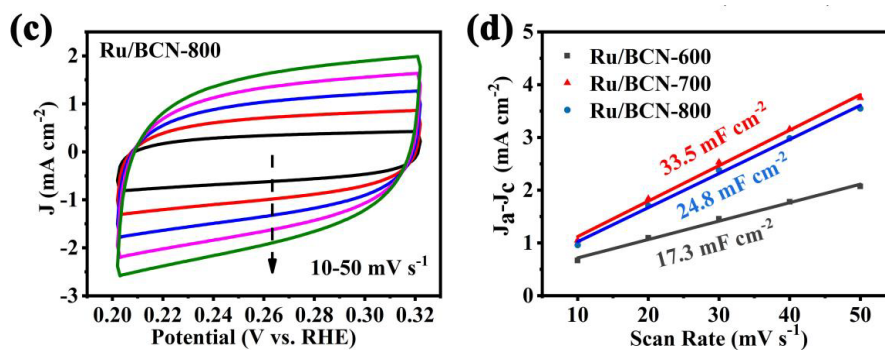 (c)
Ru/BCN-800
J (mA cm-2)
2
1
0
-1
-2
-3
10-50 mV s-1
0.20 0.22 0.24 0.26 0.28 0.30 0.32
Potential (V vs. RHE)
(d)
Ja-Jc (mA cm-2)
5
4
3
2
1
0
Ru/BCN-600
Ru/BCN-700
Ru/BCN-800
33.5 mF cm-2
24.8 mF cm-2
17.3 mF cm-2
10 20 30 40 50
Scan Rate (mV s-1)